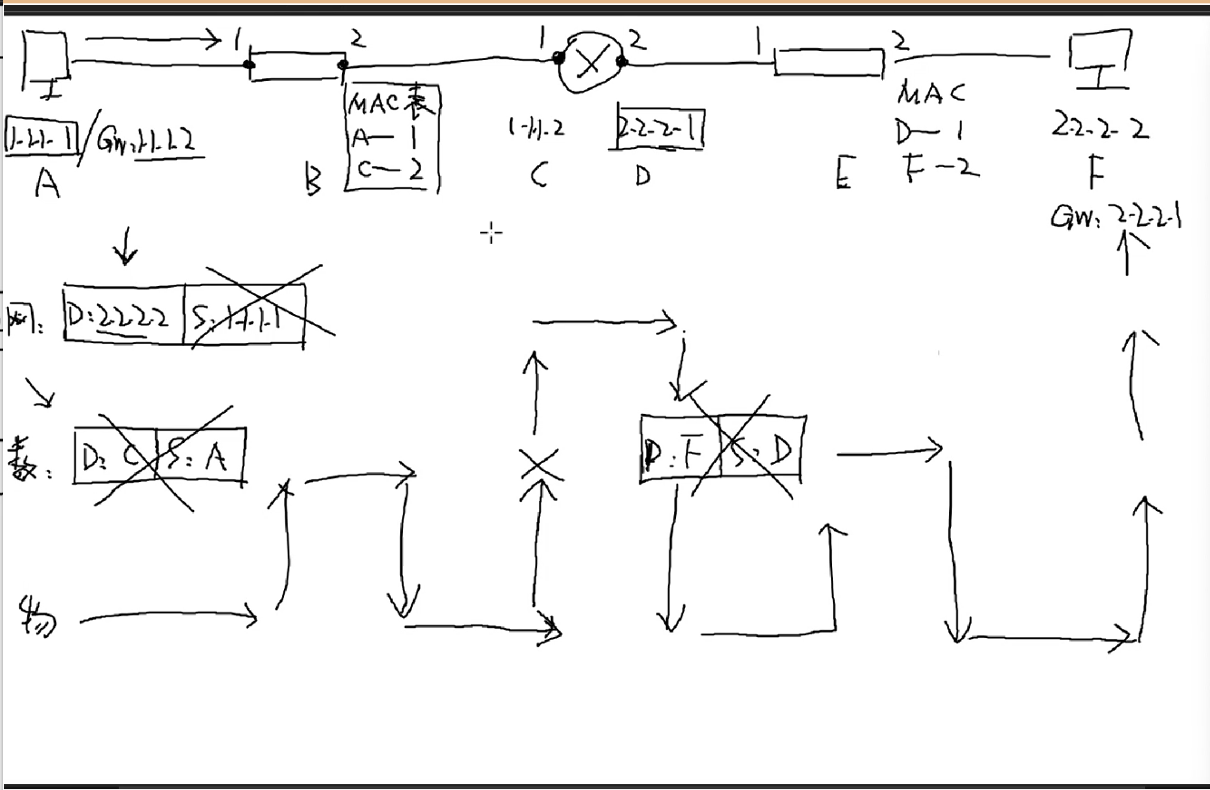 1 2 1 2 1 2
1.1.1.1 / GW:1.1.1.2
A
B
MAC表
A— 1
C—2
1.1.1.2
C
2.2.2.1
D
E
MAC
D— 1
F—2
2.2.2.2
F
GW:2.2.2.1
网: D:2.2.2.2 S:1.1.1.1
数: D:C S:A
D:F S:D
物